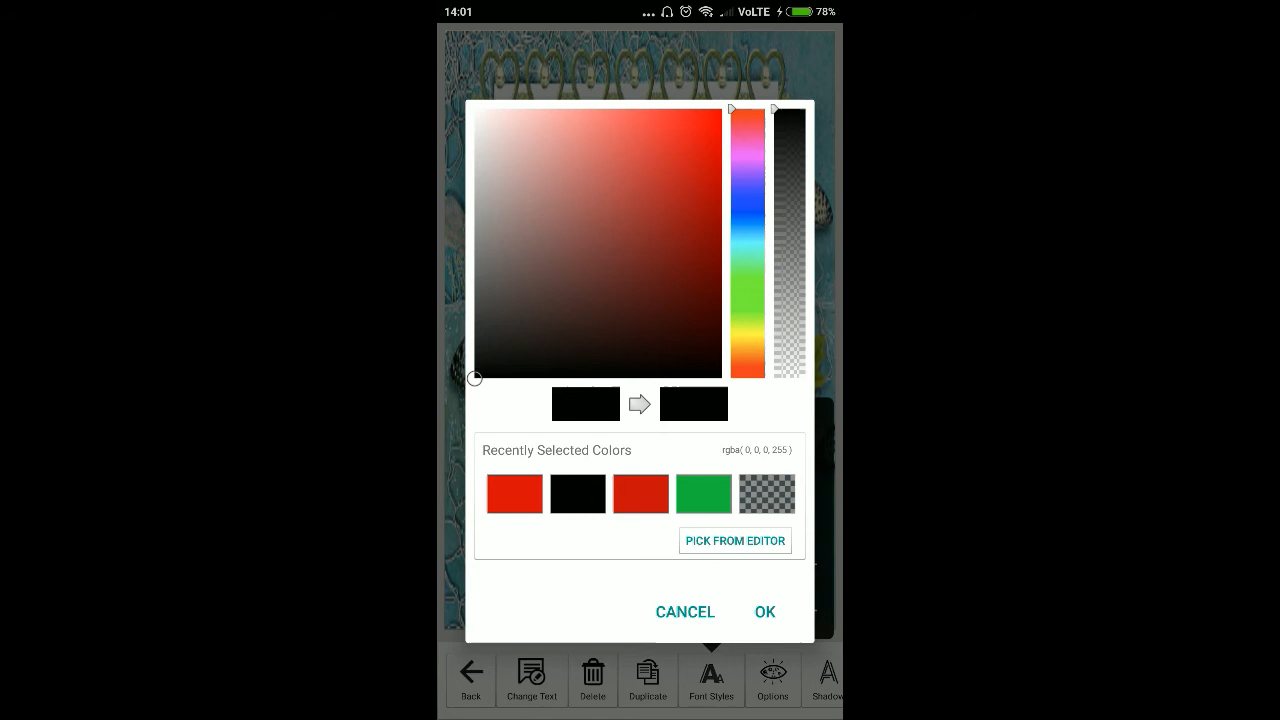 14:01 VoLTE 78%
Recently Selected Colors rgba( 0, 0, 0, 255 )
PICK FROM EDITOR
CANCEL OK
Back Change Text Delete Duplicate Font Styles Options Shadow